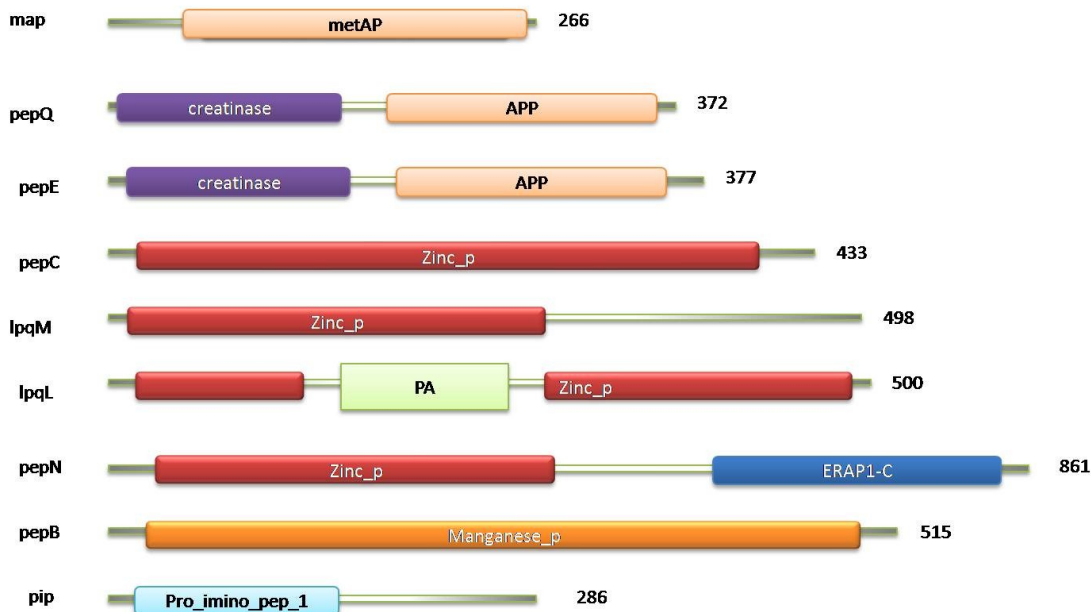 map metAP 266
pepQ creatinase APP 372
pepE creatinase APP 377
pepC Zinc_p 433
lpqM Zinc_p 498
lpqL PA Zinc_p 500
pepN Zinc_p ERAP1-C 861
pepB Manganese_p 515
pip Pro_imino_pep_1 286